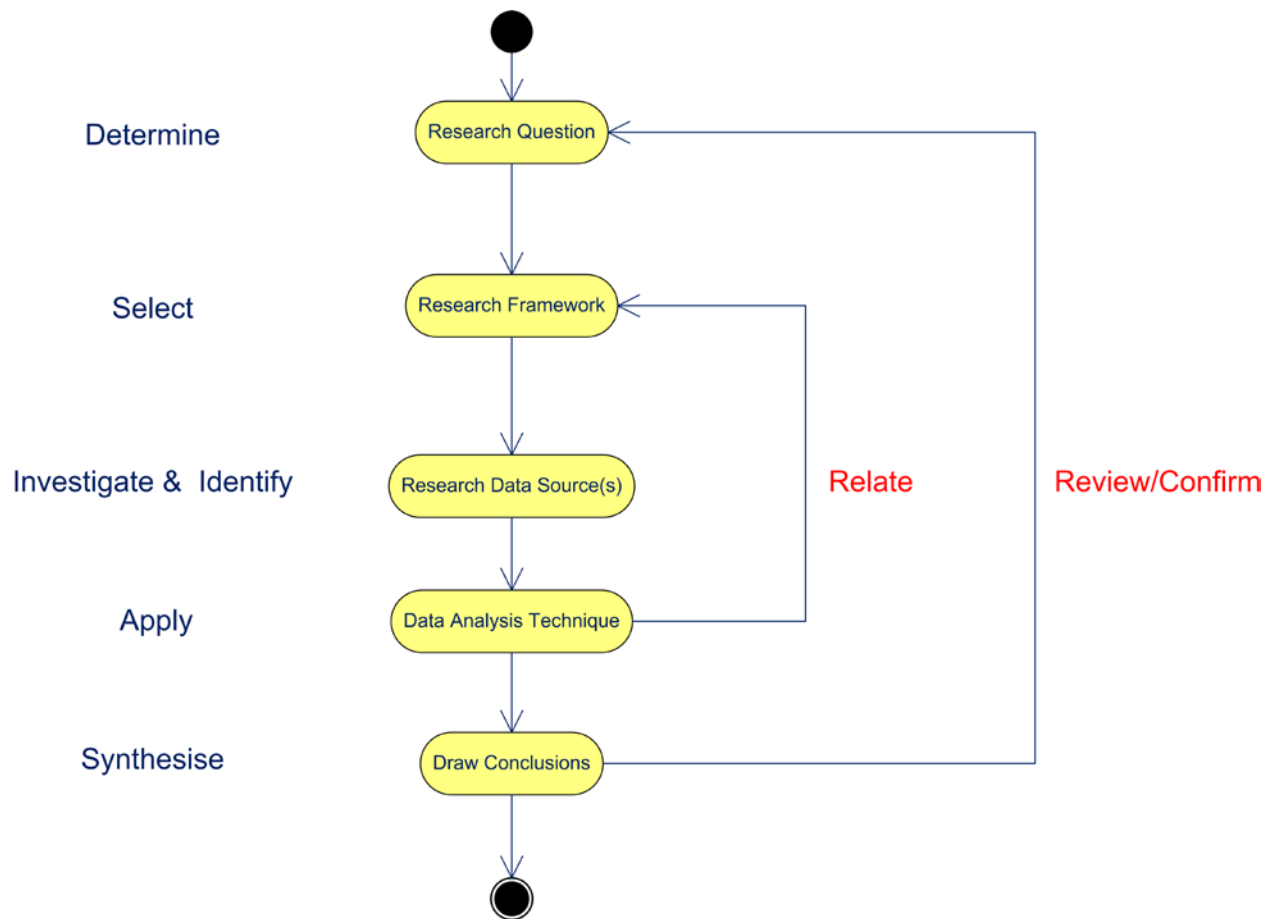 Determine
Research Question
Select
Research Framework
Investigate & Identify
Research Data Source(s)
Relate
Review/Confirm
Apply
Data Analysis Technique
Synthesise
Draw Conclusions